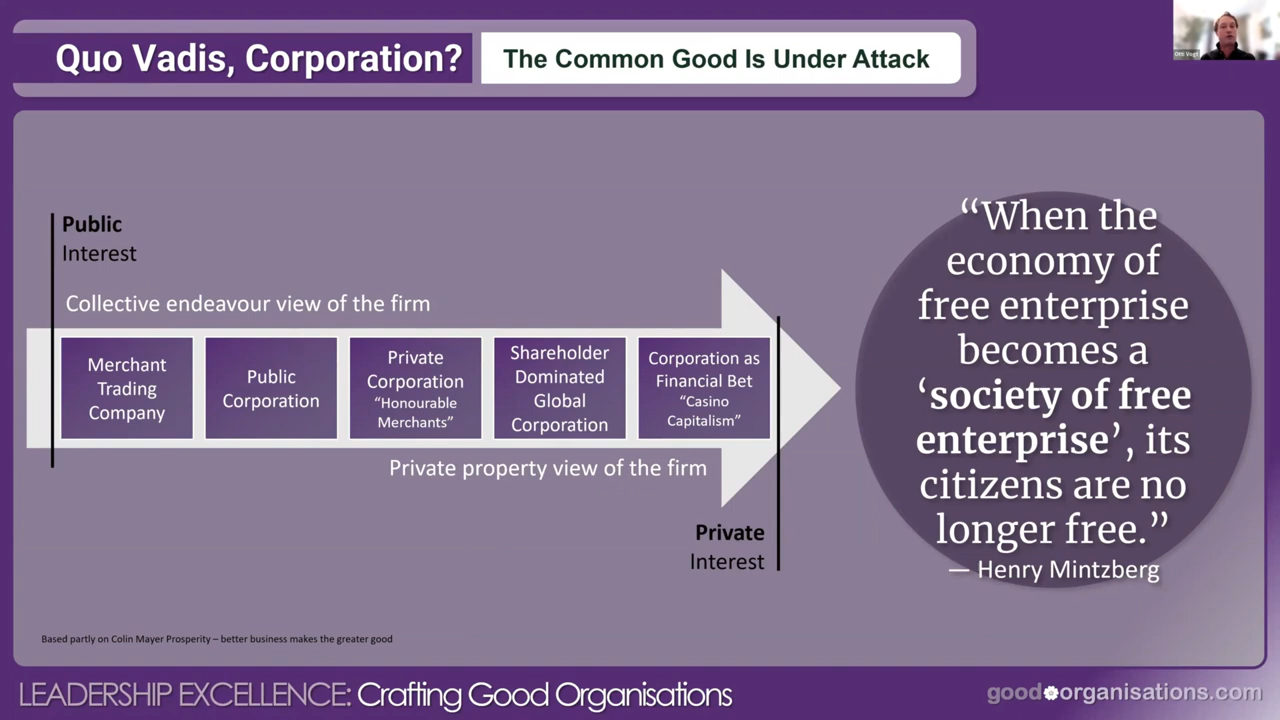 Quo Vadis, Corporation?
The Common Good Is Under Attack
Otti Vogt
Public
Interest
Collective endeavour view of the firm
Merchant
Trading
Company
Public
Corporation
Private
Corporation
“Honourable
Merchants”
Shareholder
Dominated
Global
Corporation
Corporation as
Financial Bet
“Casino
Capitalism”
Private property view of the firm
Private
Interest
“When the
economy of
free enterprise
becomes a
‘society of free
enterprise’, its
citizens are no
longer free.”
— Henry Mintzberg
Based partly on Colin Mayer Prosperity – better business makes the greater good
LEADERSHIP EXCELLENCE: Crafting Good Organisations
good organisations.com